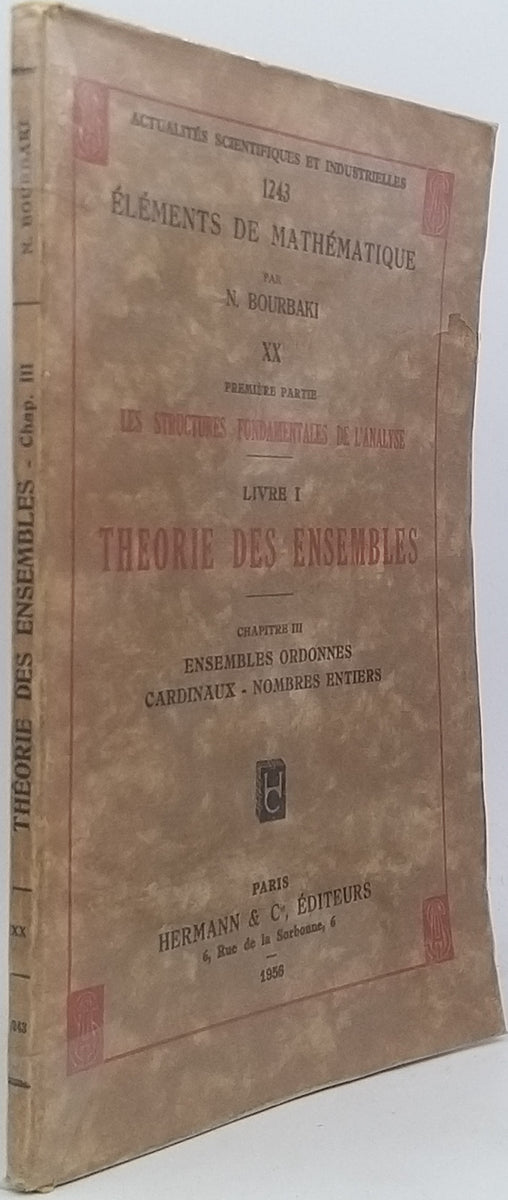 ACTUALITÉS SCIENTIFIQUES ET INDUSTRIELLES
1243
ÉLÉMENTS DE MATHÉMATIQUE
PAR
N. BOURBAKI
XX
PREMIÈRE PARTIE
LES STRUCTURES FONDAMENTALES DE L'ANALYSE
LIVRE I
THEORIE DES ENSEMBLES
CHAPITRE III
ENSEMBLES ORDONNES
CARDINAUX - NOMBRES ENTIERS
HC
PARIS
HERMANN & Cie, ÉDITEURS
6, Rue de la Sorbonne, 6
1956
N. BOURBAKI
THÉORIE DES ENSEMBLES - Chap. III
XX
1243